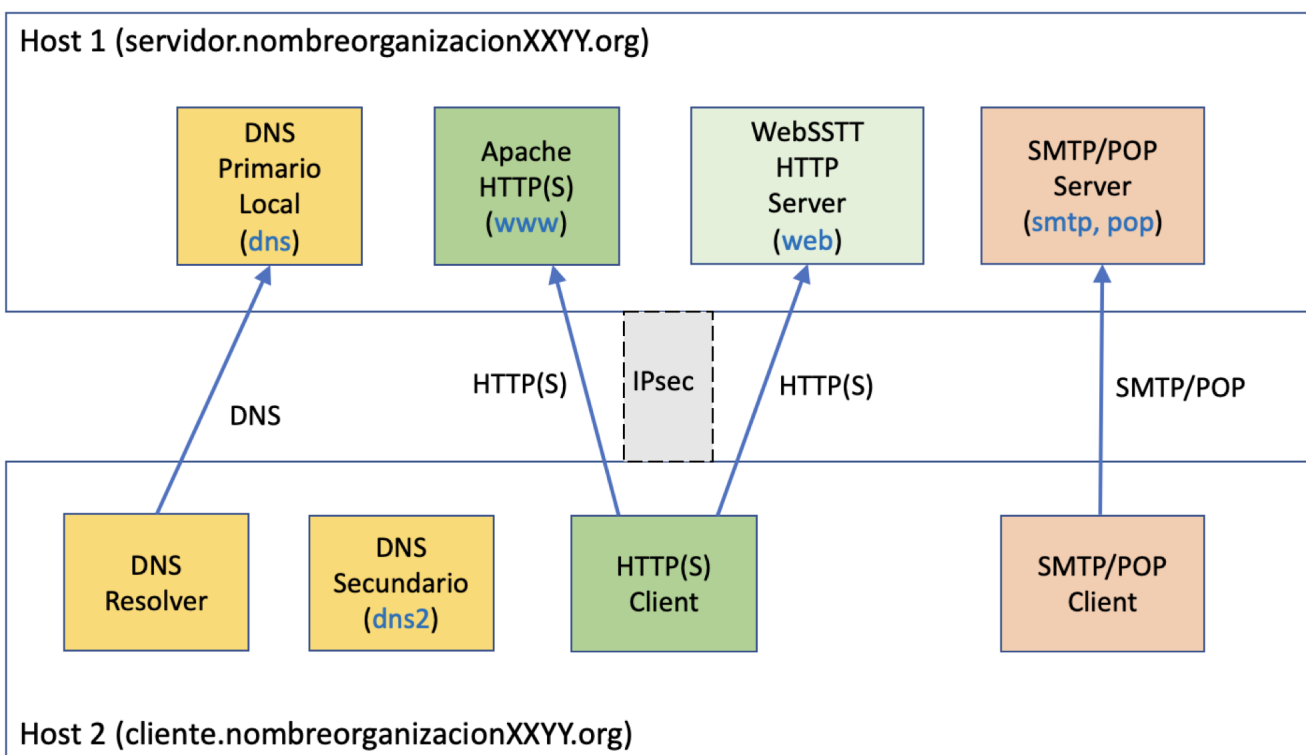 Host 1 (servidor.nombreorganizacionXXYY.org)
DNS
Primario
Local
(dns)
Apache
HTTP(S)
(www)
WebSSTT
HTTP
Server
(web)
SMTP/POP
Server
(smtp, pop)
DNS
HTTP(S)
IPsec
HTTP(S)
SMTP/POP
DNS
Resolver
DNS
Secundario
(dns2)
HTTP(S)
Client
SMTP/POP
Client
Host 2 (cliente.nombreorganizacionXXYY.org)